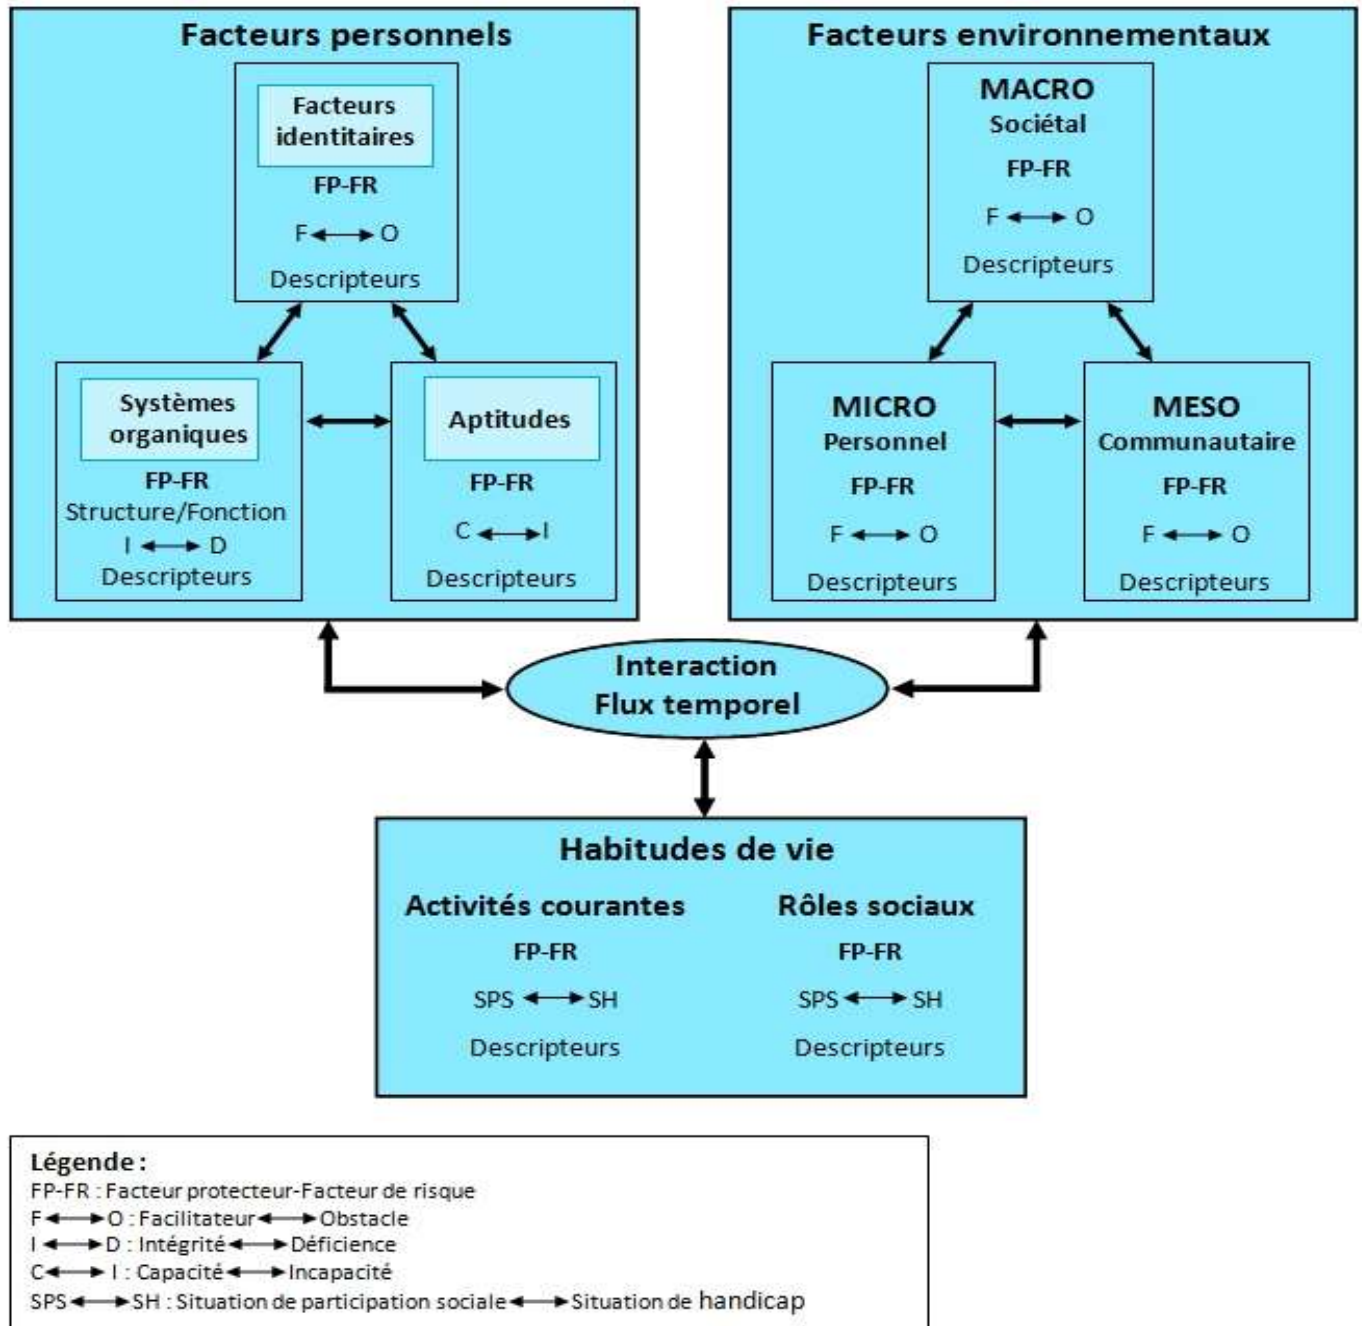 Facteurs personnels
Facteurs
identitaires
FP-FR
F ↔ O
Descripteurs
Systèmes
organiques
FP-FR
Structure/Fonction
I ↔ D
Descripteurs
Aptitudes
FP-FR
C ↔ I
Descripteurs
Facteurs environnementaux
MACRO
Sociétal
FP-FR
F ↔ O
Descripteurs
MICRO
Personnel
FP-FR
F ↔ O
Descripteurs
MESO
Communautaire
FP-FR
F ↔ O
Descripteurs
Interaction
Flux temporel
Habitudes de vie
Activités courantes
FP-FR
SPS ↔ SH
Descripteurs
Rôles sociaux
FP-FR
SPS ↔ SH
Descripteurs
Légende :
FP-FR : Facteur protecteur-Facteur de risque
F ↔ O : Facilitateur ↔ Obstacle
I ↔ D : Intégrité ↔ Déficience
C ↔ I : Capacité ↔ Incapacité
SPS ↔ SH : Situation de participation sociale ↔ Situation de handicap